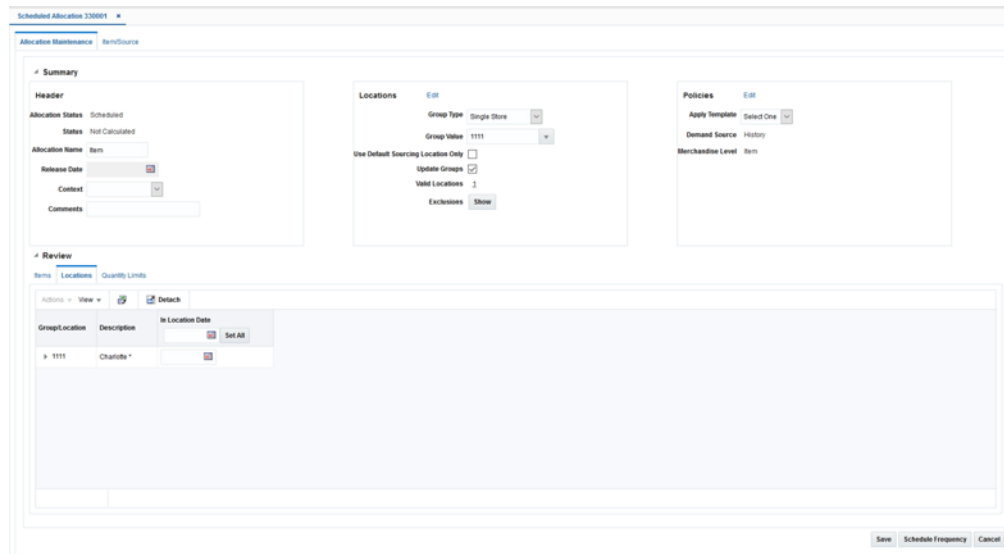 Scheduled Allocation 330001 ×
Allocation Maintenance Item/Source
Summary
Header
Allocation Status Scheduled
Status Not Calculated
Allocation Name Item
Release Date
Context
Comments
Locations Edit
Group Type Single Store
Group Value 1111
Use Default Sourcing Location Only
Update Groups
Valid Locations 1
Exclusions Show
Policies Edit
Apply Template Select One
Demand Source History
Merchandise Level Item
Review
Items Locations Quantity Limits
Actions View Detach
Group/Location Description In Location Date
Set All
1111 Charlotte *
Save Schedule Frequency Cancel